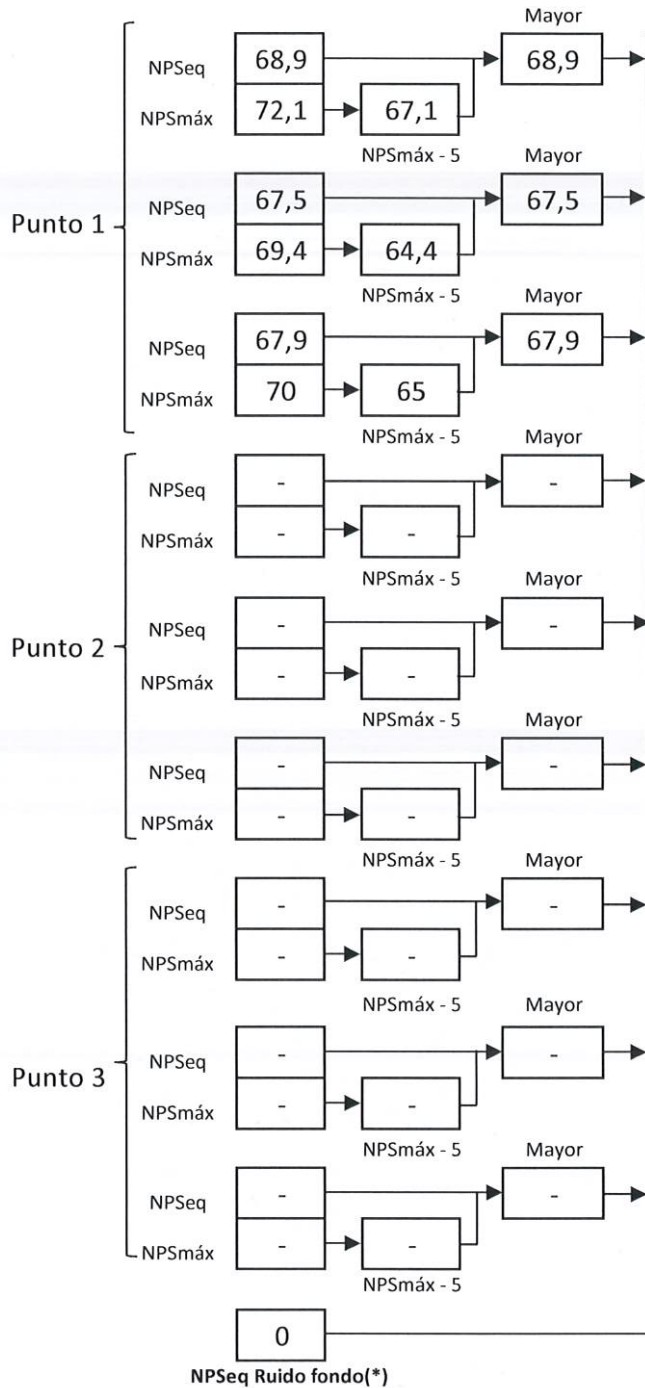 Mayor
NPSeq 68,9 68,9
NPSmáx 72,1 67,1
NPSmáx - 5 Mayor
Punto 1
NPSeq 67,5 67,5
NPSmáx 69,4 64,4
NPSmáx - 5 Mayor
NPSeq 67,9 67,9
NPSmáx 70 65
NPSmáx - 5 Mayor
NPSeq - -
NPSmáx - -
NPSmáx - 5 Mayor
Punto 2
NPSeq - -
NPSmáx - -
NPSmáx - 5 Mayor
NPSeq - -
NPSmáx - -
NPSmáx - 5 Mayor
NPSeq - -
NPSmáx - -
NPSmáx - 5 Mayor
Punto 3
NPSeq - -
NPSmáx - -
NPSmáx - 5 Mayor
NPSeq - -
NPSmáx - -
NPSmáx - 5
0
NPSeq Ruido fondo(*)